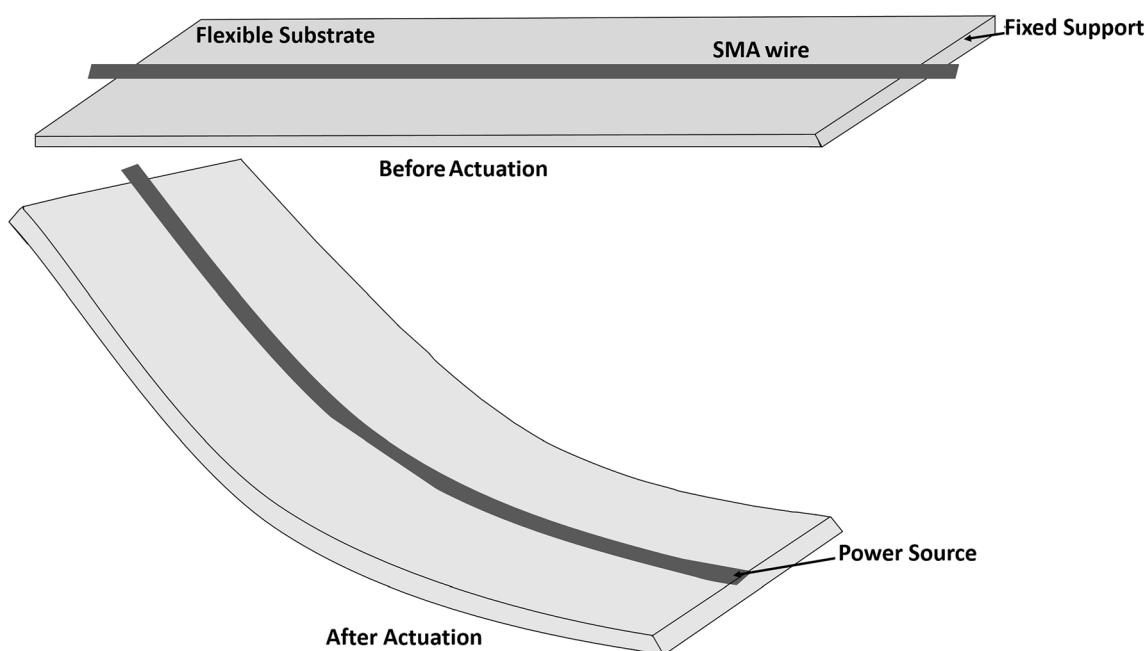 Flexible Substrate
SMA wire
Fixed Support
Before Actuation
Power Source
After Actuation